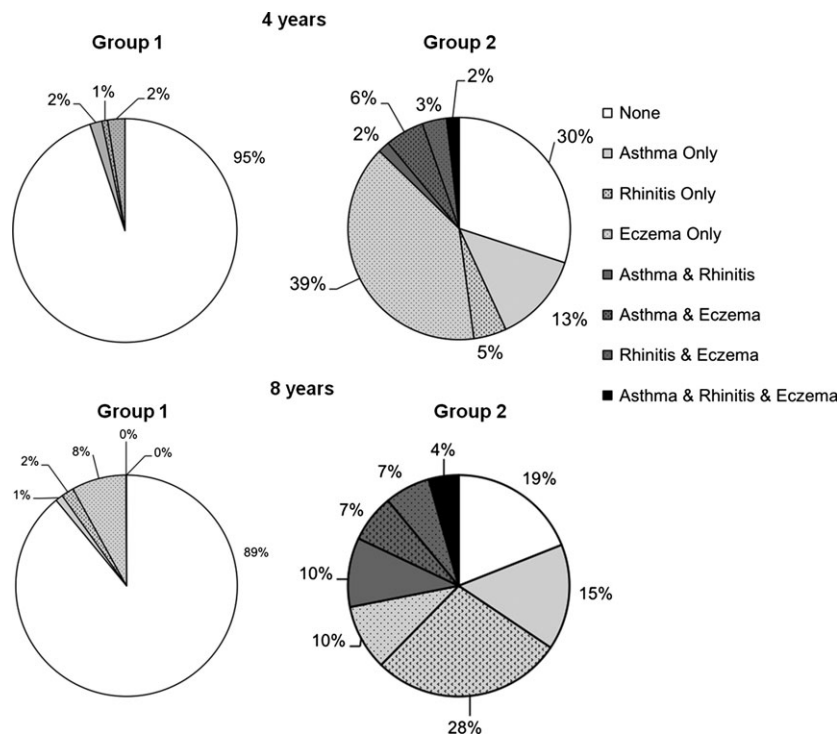 4 years
Group 1
Group 2
2%
1%
2%
95%
2%
6%
3%
2%
30%
39%
5%
13%
None
Asthma Only
Rhinitis Only
Eczema Only
Asthma & Rhinitis
Asthma & Eczema
Rhinitis & Eczema
Asthma & Rhinitis & Eczema
8 years
Group 1
Group 2
1%
2%
8%
0%
0%
89%
10%
10%
7%
7%
4%
19%
15%
28%